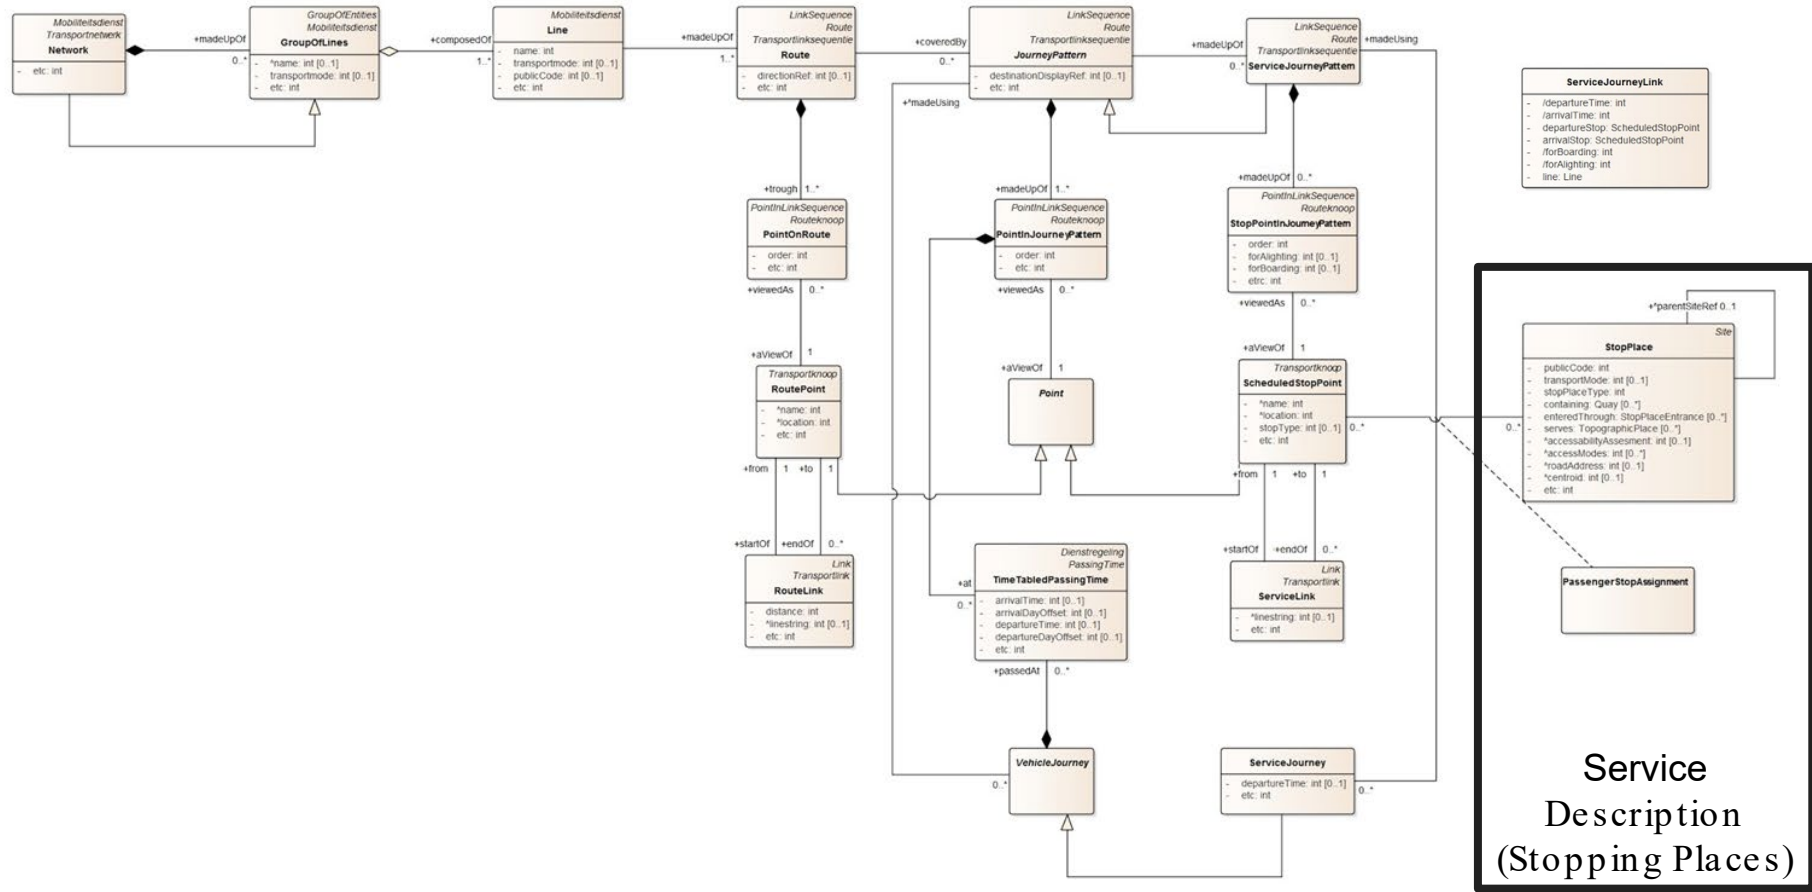 Mobiliteitsdienst
Transportnetwerk
Network
- etc: int
+madeUpOf
0..*
GroupOfEntities
Mobiliteitsdienst
GroupOfLines
- ^name: int [0..1]
- transportmode: int [0..1]
- etc: int
+composedOf
1..*
Mobiliteitsdienst
Line
- name: int
- transportmode: int [0..1]
- publicCode: int [0..1]
- etc: int
+madeUpOf
1..*
LinkSequence
Route
Transportlinksequentie
Route
- directionRef: int [0..1]
- etc: int
+coveredBy
0..*
LinkSequence
Route
Transportlinksequentie
JourneyPattern
- destinationDisplayRef: int [0..1]
- etc: int
+^madeUsing
+madeUpOf
0..*
LinkSequence
Route
Transportlinksequentie
ServiceJourneyPattern
+madeUsing
ServiceJourneyLink
- /departureTime: int
- /arrivalTime: int
- departureStop: ScheduledStopPoint
- arrivalStop: ScheduledStopPoint
- /forBoarding: int
- /forAlighting: int
- line: Line
+trough 1..*
PointInLinkSequence
Routeknoop
PointOnRoute
- order: int
- etc: int
+viewedAs 0..*
+aViewOf 1
Transportknoop
RoutePoint
- ^name: int
- ^location: int
- etc: int
+from 1 +to 1
+startOf +endOf 0..*
Link
Transportlink
RouteLink
- distance: int
- ^linestring: int [0..1]
- etc: int
+madeUpOf 1..*
PointInLinkSequence
Routeknoop
PointInJourneyPattern
- order: int
- etc: int
+viewedAs 0..*
+aViewOf 1
Point
+at
0..*
Dienstregeling
PassingTime
TimeTabledPassingTime
- arrivalTime: int [0..1]
- arrivalDayOffset: int [0..1]
- departureTime: int [0..1]
- departureDayOffset: int [0..1]
- etc: int
+passedAt 0..*
VehicleJourney
0..*
+madeUpOf 0..*
PointInLinkSequence
Routeknoop
StopPointInJourneyPattern
- order: int
- forAlighting: int [0..1]
- forBoarding: int [0..1]
- etrc: int
+viewedAs 0..*
+aViewOf 1
Transportknoop
ScheduledStopPoint
- ^name: int
- ^location: int
- stopType: int [0..1]
- etc: int
0..*
+from 1 +to 1
+startOf +endOf 0..*
Link
Transportlink
ServiceLink
- ^linestring: int [0..1]
- etc: int
ServiceJourney
- departureTime: int [0..1]
- etc: int
0..*
+^parentSiteRef 0..1
Site
StopPlace
- publicCode: int
- transportMode: int [0..1]
- stopPlaceType: int
- containing: Quay [0..*]
- enteredThrough: StopPlaceEntrance [0..*]
- serves: TopographicPlace [0..*]
- ^accessabilityAssesment: int [0..1]
- ^accessModes: int [0..*]
- ^roadAddress: int [0..1]
- ^centroid: int [0..1]
- etc: int
0..*
PassengerStopAssignment
Service
Description
(Stopping Places)